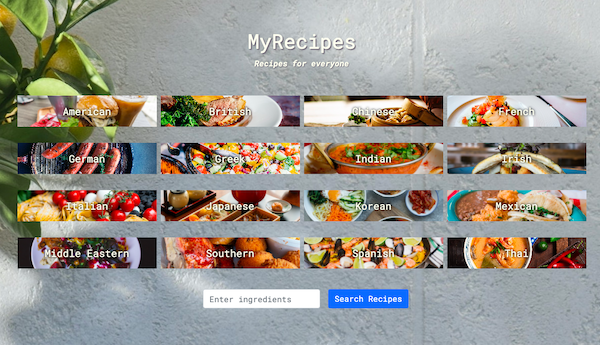 MyRecipes
Recipes for everyone
American British Chinese French
German Greek Indian Irish
Italian Japanese Korean Mexican
Middle Eastern Southern Spanish Thai
Enter ingredients Search Recipes